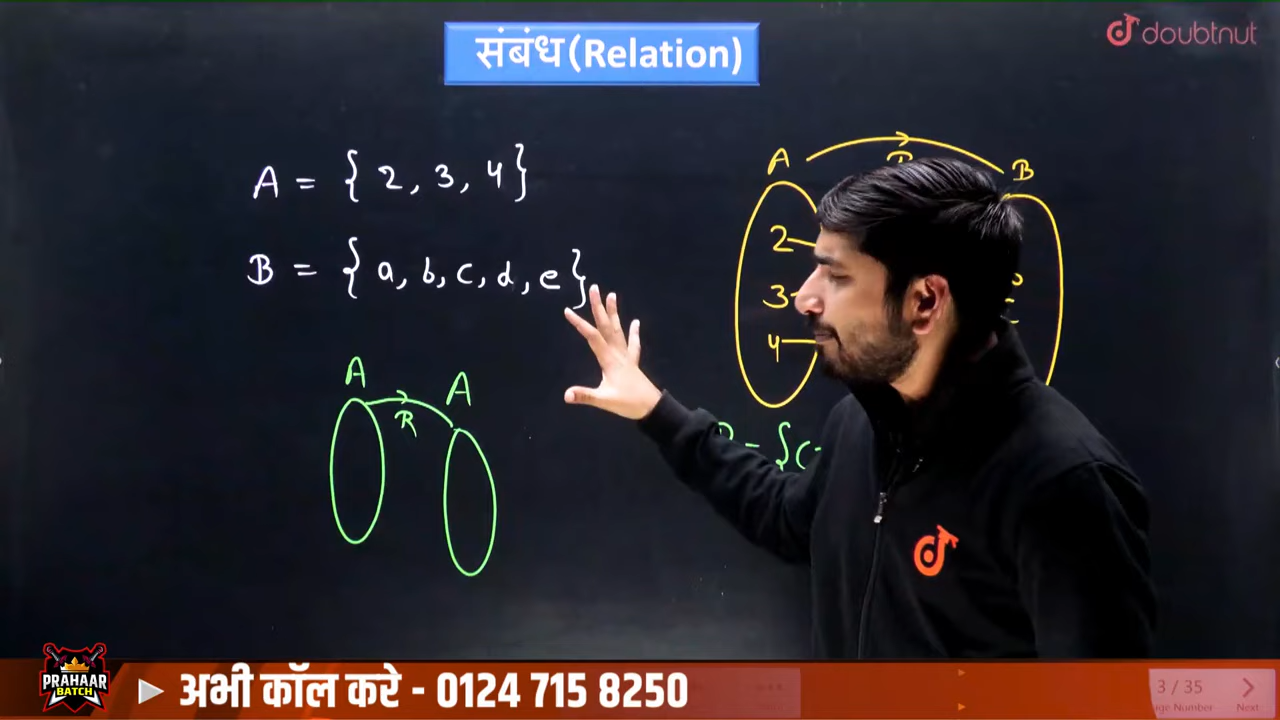 संबंध (Relation)
doubtnut
A = { 2, 3, 4}
B = { a, b, c, d, e}
A
R
A
A
B
2
3
4
PRAHAAR
BATCH
अभी कॉल करे - 0124 715 8250
3 / 35
Next